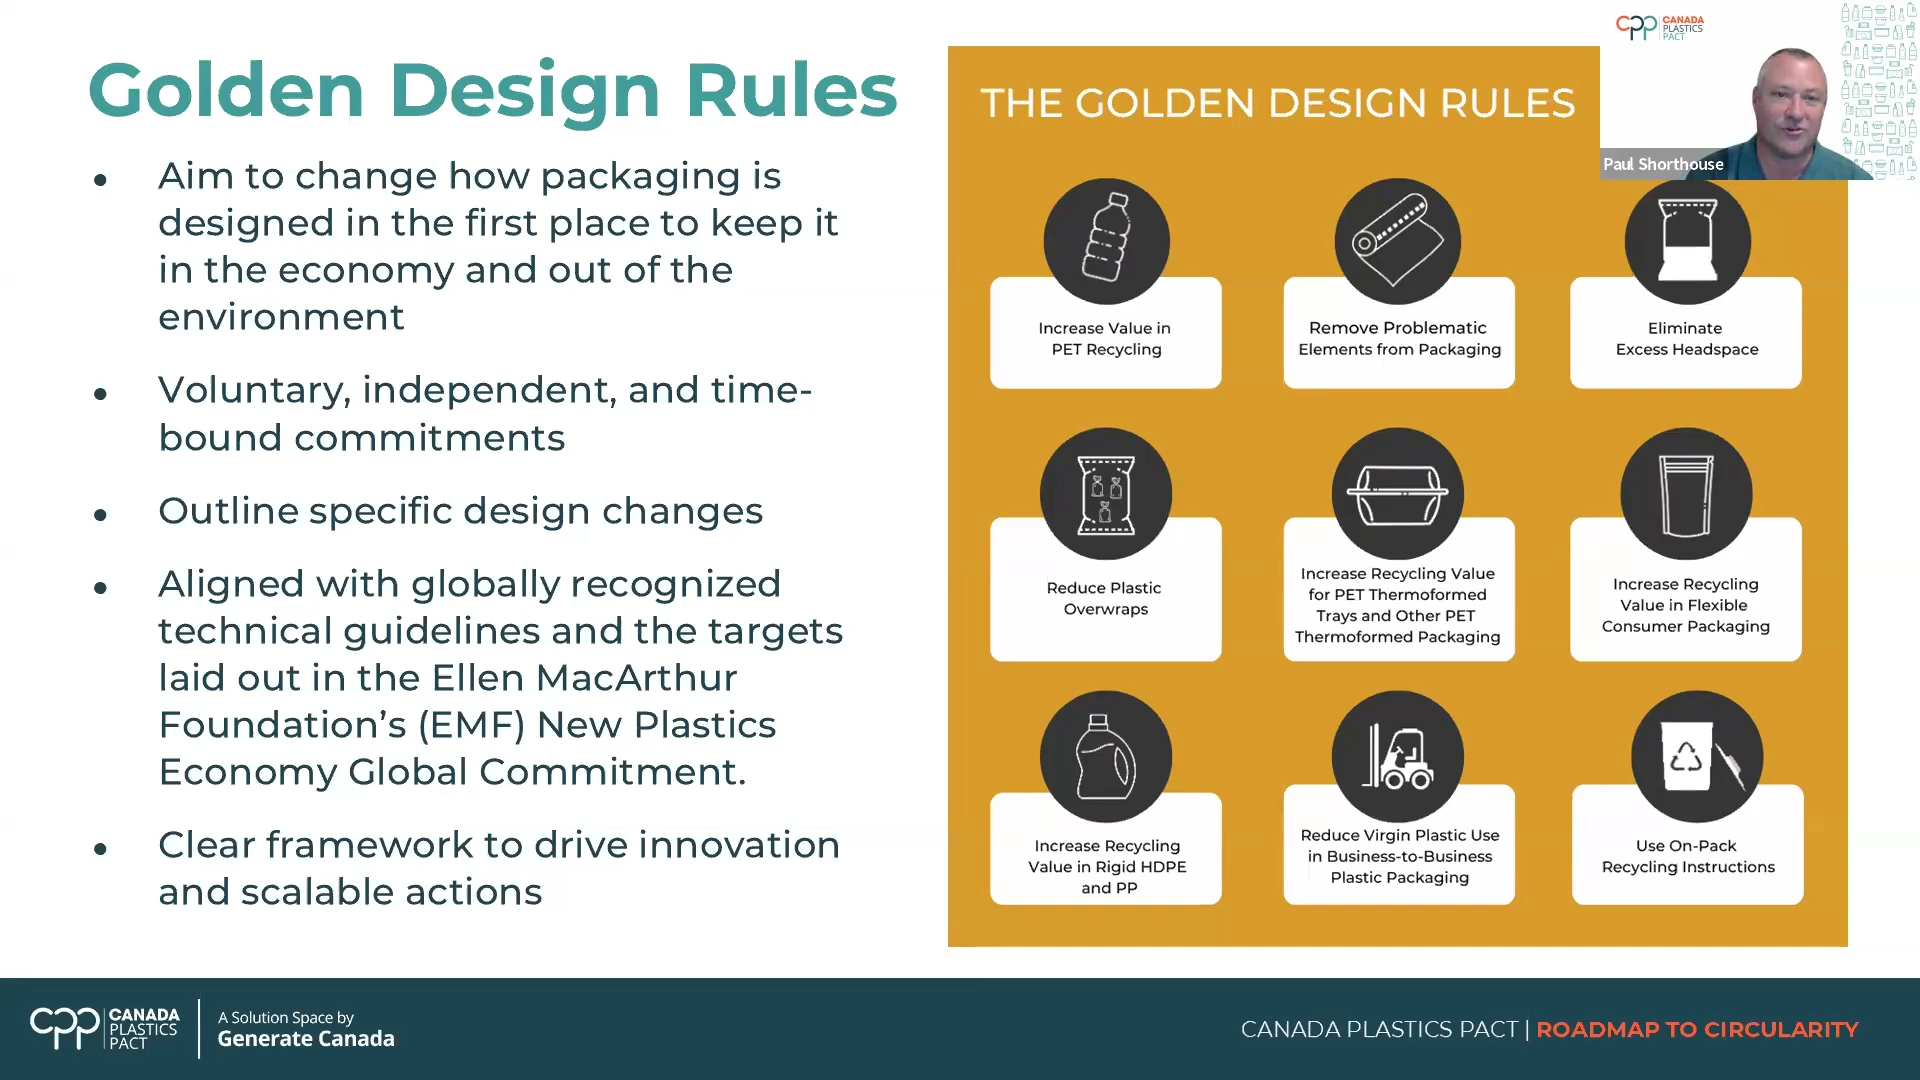 Golden Design Rules
• Aim to change how packaging is
designed in the first place to keep it
in the economy and out of the
environment
• Voluntary, independent, and time-
bound commitments
• Outline specific design changes
• Aligned with globally recognized
technical guidelines and the targets
laid out in the Ellen MacArthur
Foundation’s (EMF) New Plastics
Economy Global Commitment.
• Clear framework to drive innovation
and scalable actions
THE GOLDEN DESIGN RULES
Increase Value in
PET Recycling
Remove Problematic
Elements from Packaging
Eliminate
Excess Headspace
Reduce Plastic
Overwraps
Increase Recycling Value
for PET Thermoformed
Trays and Other PET
Thermoformed Packaging
Increase Recycling
Value in Flexible
Consumer Packaging
Increase Recycling
Value in Rigid HDPE
and PP
Reduce Virgin Plastic Use
in Business-to-Business
Plastic Packaging
Use On-Pack
Recycling Instructions
cpp CANADA
PLASTICS
PACT
Paul Shorthouse
cpp CANADA
PLASTICS
PACT
A Solution Space by
Generate Canada
CANADA PLASTICS PACT | ROADMAP TO CIRCULARITY